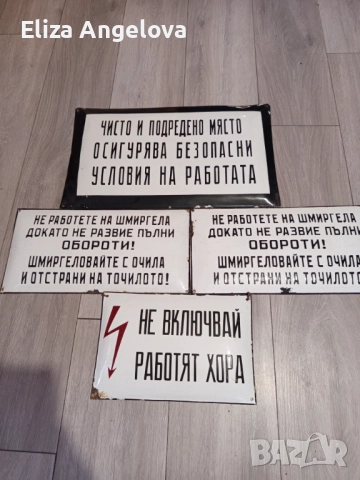 Eliza Angelova
ЧИСТО И ПОДРЕДЕНО МЯСТО
ОСИГУРЯВА БЕЗОПАСНИ
УСЛОВИЯ НА РАБОТАТА
НЕ РАБОТЕТЕ НА ШМИРГЕЛА
ДОКАТО НЕ РАЗВИЕ ПЪЛНИ
ОБОРОТИ!
ШМИРГЕЛОВАЙТЕ С ОЧИЛА
И ОТСТРАНИ НА ТОЧИЛОТО!
НЕ РАБОТЕТЕ НА ШМИРГЕЛА
ДОКАТО НЕ РАЗВИЕ ПЪЛНИ
ОБОРОТИ!
ШМИРГЕЛОВАЙТЕ С ОЧИЛА
И ОТСТРАНИ НА ТОЧИЛОТО!
НЕ ВКЛЮЧВАЙ
РАБОТЯТ ХОРА
BAZAR